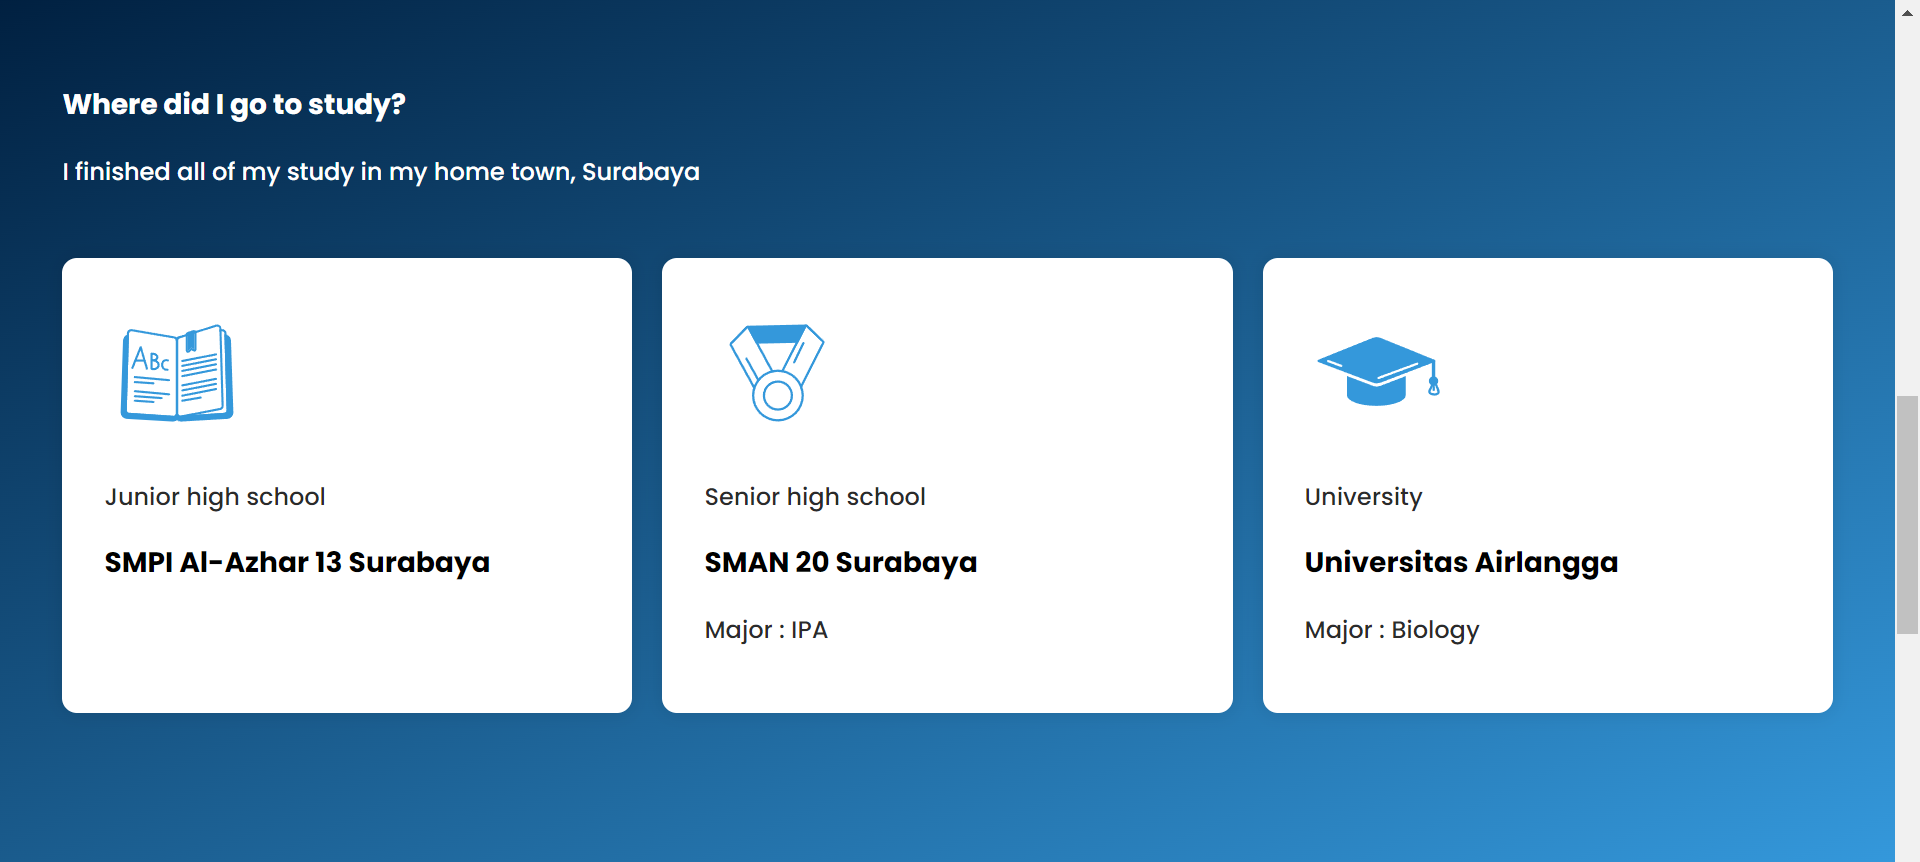 Where did I go to study?
I finished all of my study in my home town, Surabaya
ABc
Junior high school
SMPI Al-Azhar 13 Surabaya
Senior high school
SMAN 20 Surabaya
Major : IPA
University
Universitas Airlangga
Major : Biology